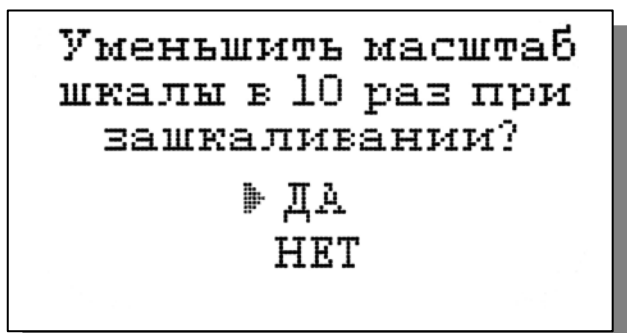 Уменьшить масштаб
шкалы в 10 раз при
зашкаливании?
ДА
НЕТ